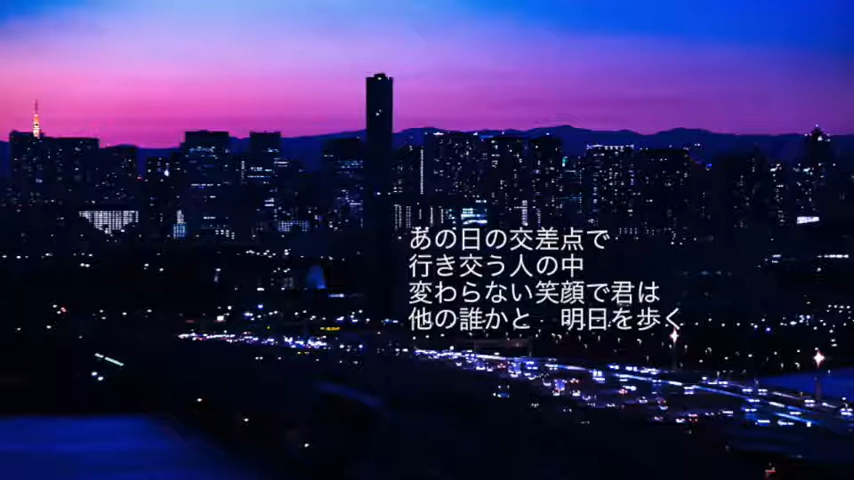 あの日の交差点で
行き交う人の中
変わらない笑顔で君は
他の誰かと　明日を歩く